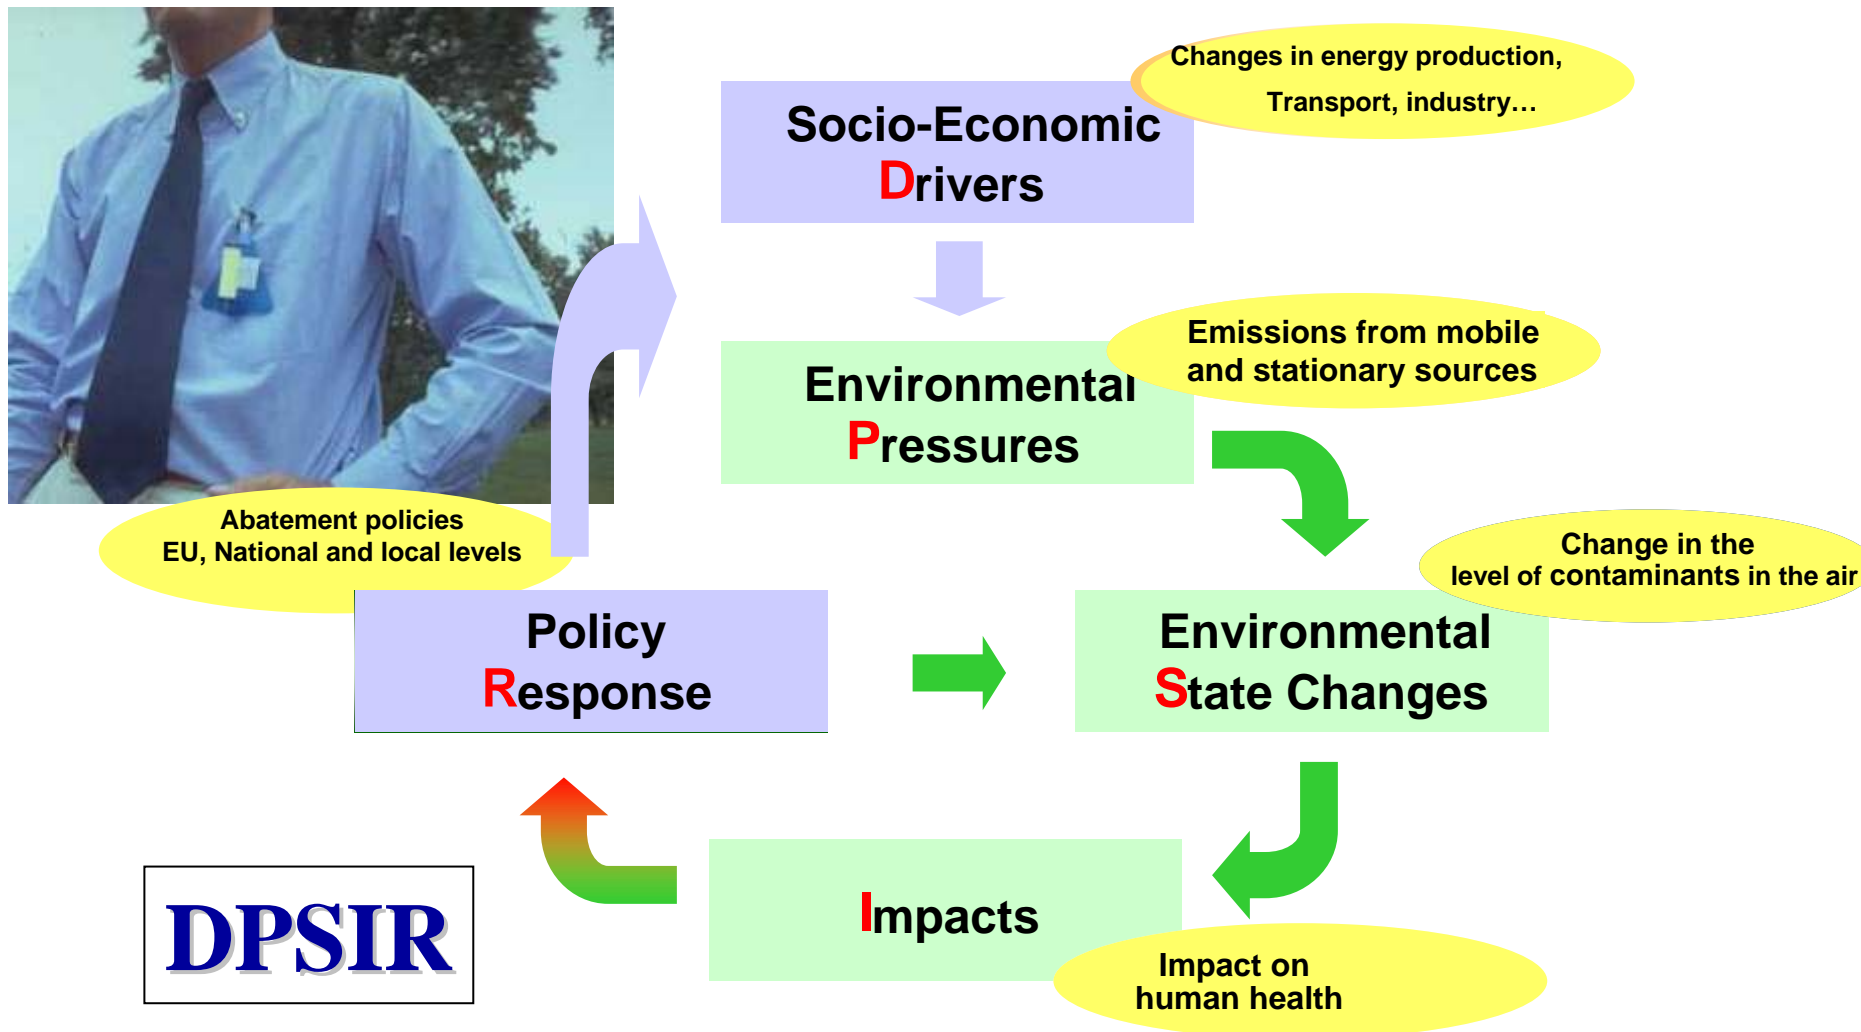 Changes in energy production,
Transport, industry…
Socio-Economic
Drivers
Emissions from mobile
and stationary sources
Environmental
Pressures
Abatement policies
EU, National and local levels
Change in the
level of contaminants in the air
Policy
Response
Environmental
State Changes
Impacts
Impact on
human health
DPSIR